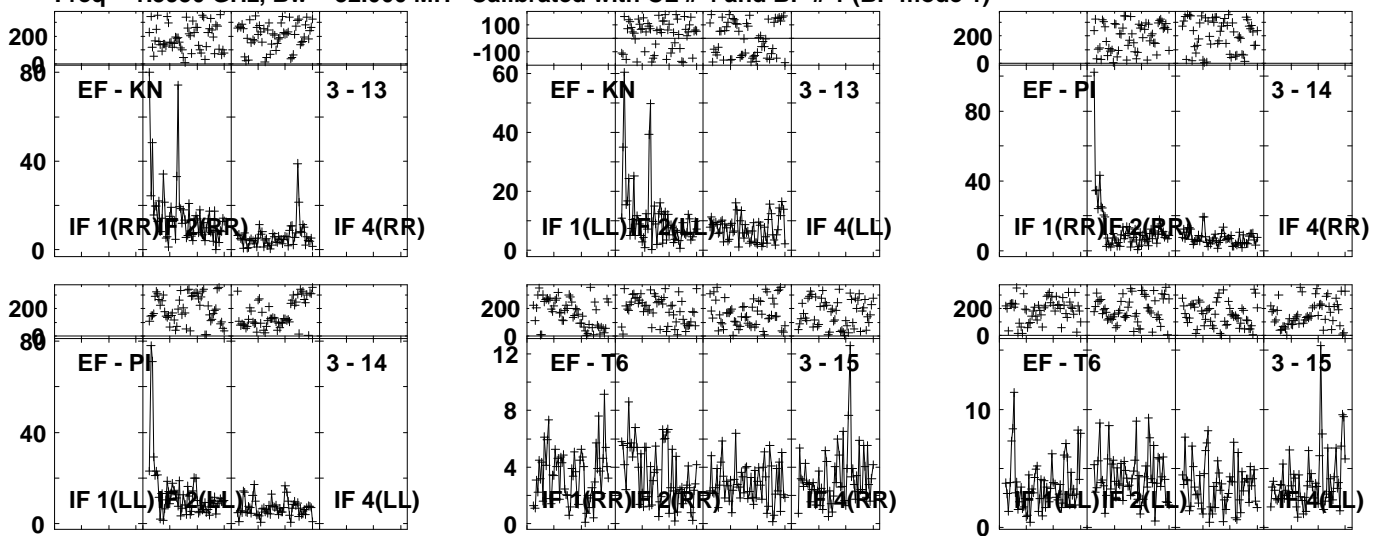 200
0
80
40
0
EF - KN
3 - 13
IF 1(RR)
IF 2(RR)
IF 4(RR)
100
-100
60
40
20
0
EF - KN
3 - 13
IF 1(LL)
IF 2(LL)
IF 4(LL)
200
0
80
40
0
EF - PI
3 - 14
IF 1(RR)
IF 2(RR)
IF 4(RR)
200
0
80
40
0
EF - PI
3 - 14
IF 1(LL)
IF 2(LL)
IF 4(LL)
200
0
12
8
4
0
EF - T6
3 - 15
IF 1(RR)
IF 2(RR)
IF 4(RR)
200
0
10
0
EF - T6
3 - 15
IF 1(LL)
IF 2(LL)
IF 4(LL)